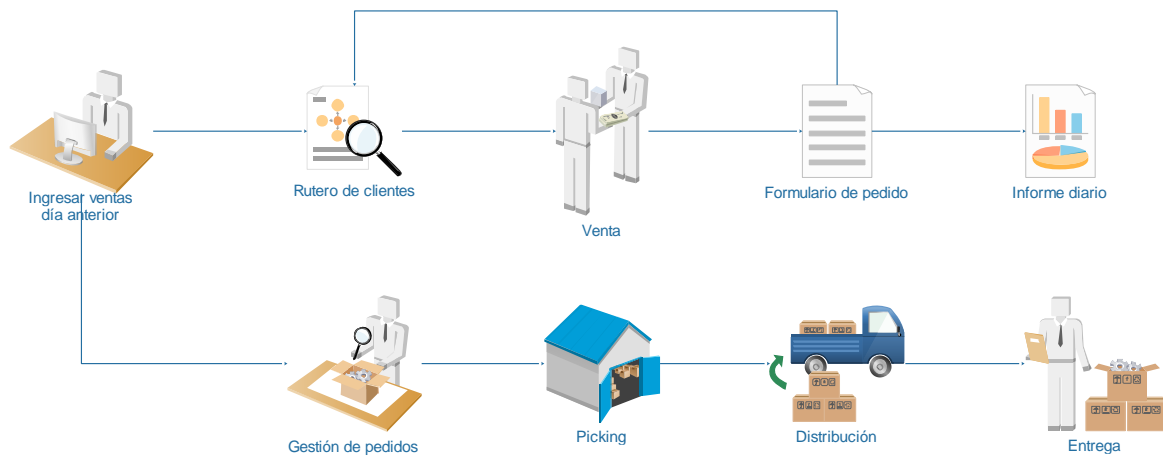 Ingresar ventas
día anterior
Rutero de clientes
Venta
Formulario de pedido
Informe diario
Gestión de pedidos
Picking
Distribución
Entrega